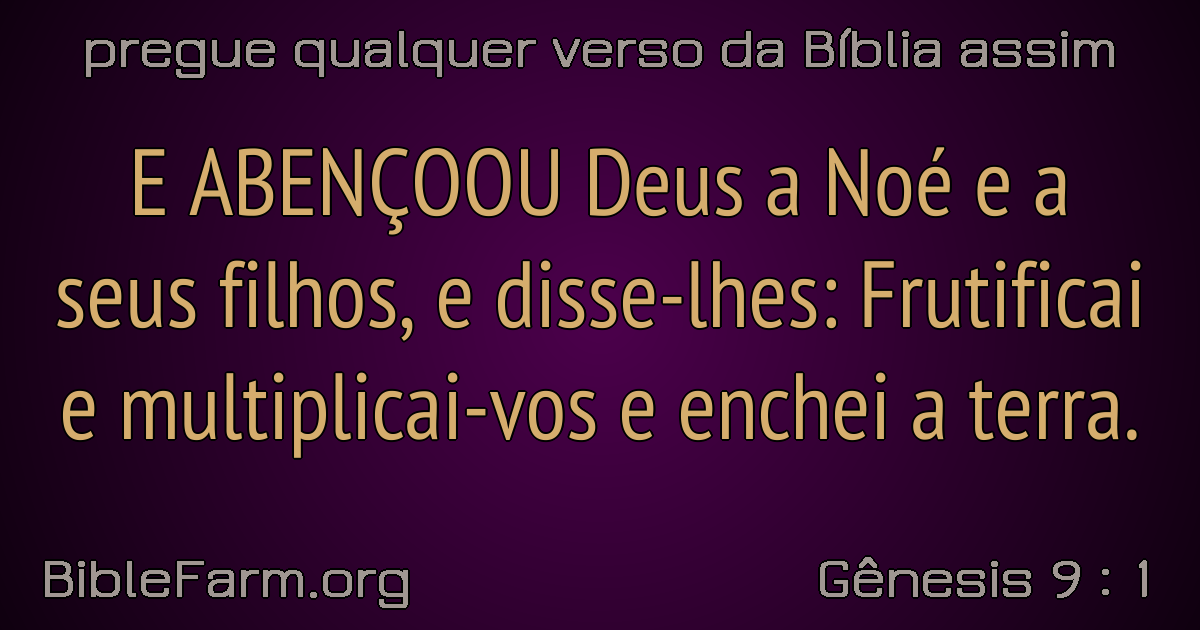 pregue qualquer verso da Bíblia assim
E ABENÇOOU Deus a Noé e a
seus filhos, e disse-lhes: Frutificai
e multiplicai-vos e enchei a terra.
BibleFarm.org
Gênesis 9 : 1